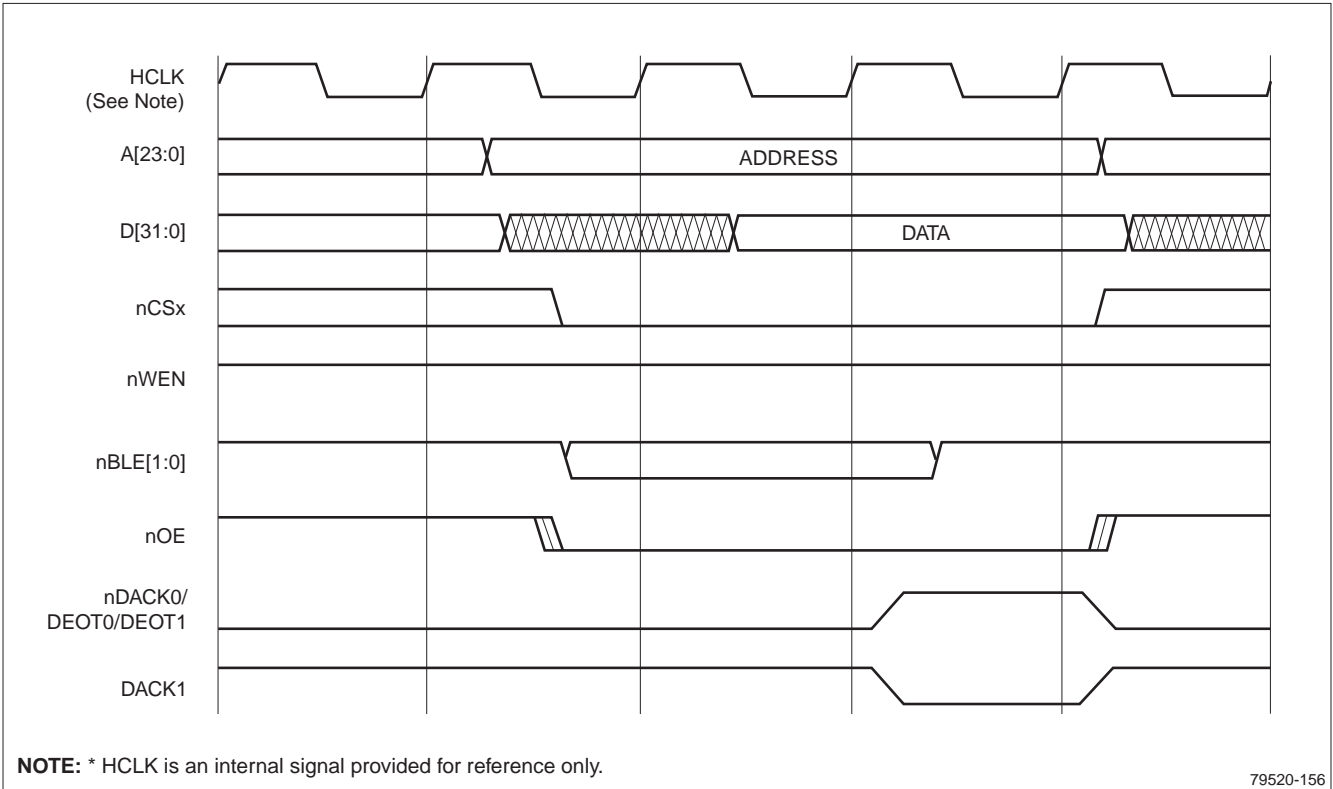 HCLK
(See Note)
A[23:0]
ADDRESS
D[31:0]
DATA
nCSx
nWEN
nBLE[1:0]
nOE
nDACK0/
DEOT0/DEOT1
DACK1
NOTE: * HCLK is an internal signal provided for reference only.
79520-156